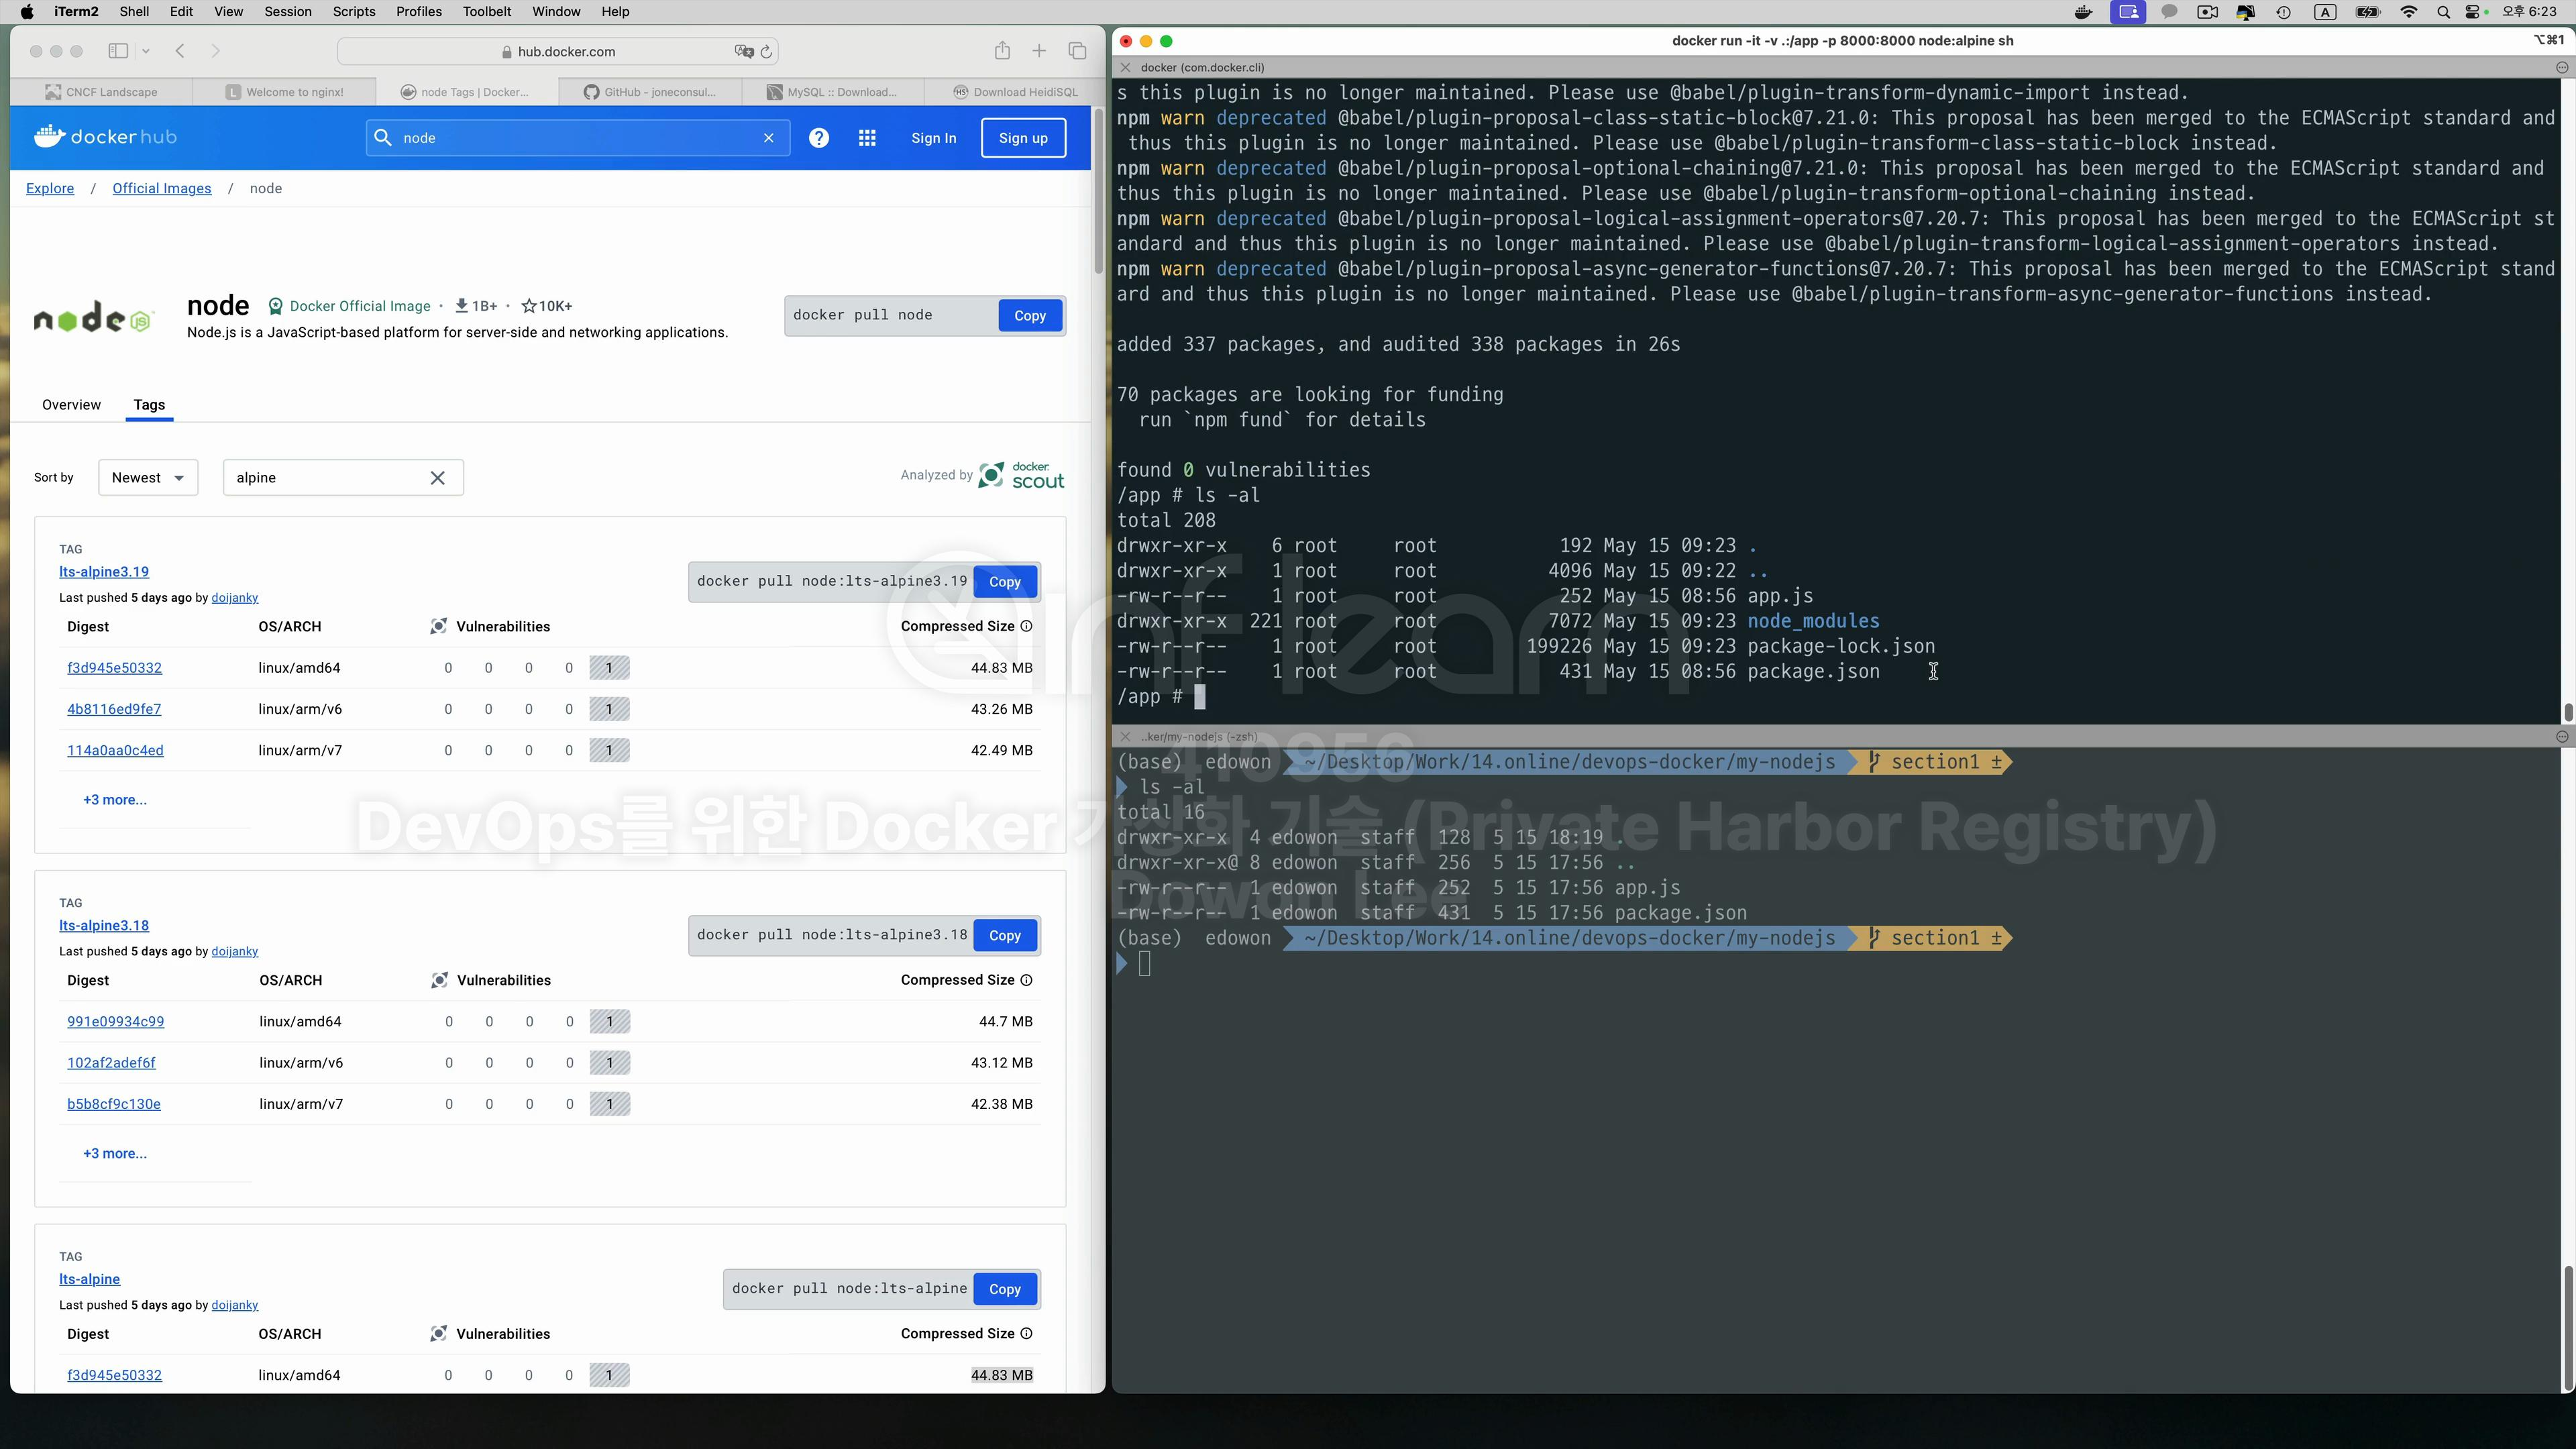 iTerm2 Shell Edit View Session Scripts Profiles Toolbelt Window Help
A 오후 6:23
hub.docker.com
CNCF Landscape
L Welcome to nginx!
node Tags | Docker...
GitHub - joneconsul...
MySQL :: Download...
HS Download HeidiSQL
docker hub
node
Sign In
Sign up
Explore / Official Images / node
node
node Docker Official Image · 1B+ · 10K+
Node.js is a JavaScript-based platform for server-side and networking applications.
docker pull node Copy
Overview Tags
Sort by Newest alpine
Analyzed by docker scout
TAG
lts-alpine3.19
Last pushed 5 days ago by doijanky
docker pull node:lts-alpine3.19 Copy
Digest OS/ARCH Vulnerabilities Compressed Size
f3d945e50332 linux/amd64 0 0 0 0 1 44.83 MB
4b8116ed9fe7 linux/arm/v6 0 0 0 0 1 43.26 MB
114a0aa0c4ed linux/arm/v7 0 0 0 0 1 42.49 MB
+3 more...
TAG
lts-alpine3.18
Last pushed 5 days ago by doijanky
docker pull node:lts-alpine3.18 Copy
Digest OS/ARCH Vulnerabilities Compressed Size
991e09934c99 linux/amd64 0 0 0 0 1 44.7 MB
102af2adef6f linux/arm/v6 0 0 0 0 1 43.12 MB
b5b8cf9c130e linux/arm/v7 0 0 0 0 1 42.38 MB
+3 more...
TAG
lts-alpine
Last pushed 5 days ago by doijanky
docker pull node:lts-alpine Copy
Digest OS/ARCH Vulnerabilities Compressed Size
f3d945e50332 linux/amd64 0 0 0 0 1 44.83 MB
docker run -it -v .:/app -p 8000:8000 node:alpine sh
⌥⌘1
docker (com.docker.cli)
s this plugin is no longer maintained. Please use @babel/plugin-transform-dynamic-import instead.
npm warn deprecated @babel/plugin-proposal-class-static-block@7.21.0: This proposal has been merged to the ECMAScript standard and
thus this plugin is no longer maintained. Please use @babel/plugin-transform-class-static-block instead.
npm warn deprecated @babel/plugin-proposal-optional-chaining@7.21.0: This proposal has been merged to the ECMAScript standard and
thus this plugin is no longer maintained. Please use @babel/plugin-transform-optional-chaining instead.
npm warn deprecated @babel/plugin-proposal-logical-assignment-operators@7.20.7: This proposal has been merged to the ECMAScript st
andard and thus this plugin is no longer maintained. Please use @babel/plugin-transform-logical-assignment-operators instead.
npm warn deprecated @babel/plugin-proposal-async-generator-functions@7.20.7: This proposal has been merged to the ECMAScript stand
ard and thus this plugin is no longer maintained. Please use @babel/plugin-transform-async-generator-functions instead.
added 337 packages, and audited 338 packages in 26s
70 packages are looking for funding
run `npm fund` for details
found 0 vulnerabilities
/app # ls -al
total 208
drwxr-xr-x 6 root root 192 May 15 09:23 .
drwxr-xr-x 1 root root 4096 May 15 09:22 ..
-rw-r--r-- 1 root root 252 May 15 08:56 app.js
drwxr-xr-x 221 root root 7072 May 15 09:23 node_modules
-rw-r--r-- 1 root root 199226 May 15 09:23 package-lock.json
-rw-r--r-- 1 root root 431 May 15 08:56 package.json
/app #
..ker/my-nodejs (-zsh)
(base) edowon ~/Desktop/Work/14.online/devops-docker/my-nodejs section1 ±
ls -al
total 16
drwxr-xr-x 4 edowon staff 128 5 15 18:19 .
drwxr-xr-x@ 8 edowon staff 256 5 15 17:56 ..
-rw-r--r-- 1 edowon staff 252 5 15 17:56 app.js
-rw-r--r-- 1 edowon staff 431 5 15 17:56 package.json
(base) edowon ~/Desktop/Work/14.online/devops-docker/my-nodejs section1 ±
inflearn
410956
DevOps를 위한 Docker 가상화 기술 (Private Harbor Registry)
Dowon Lee